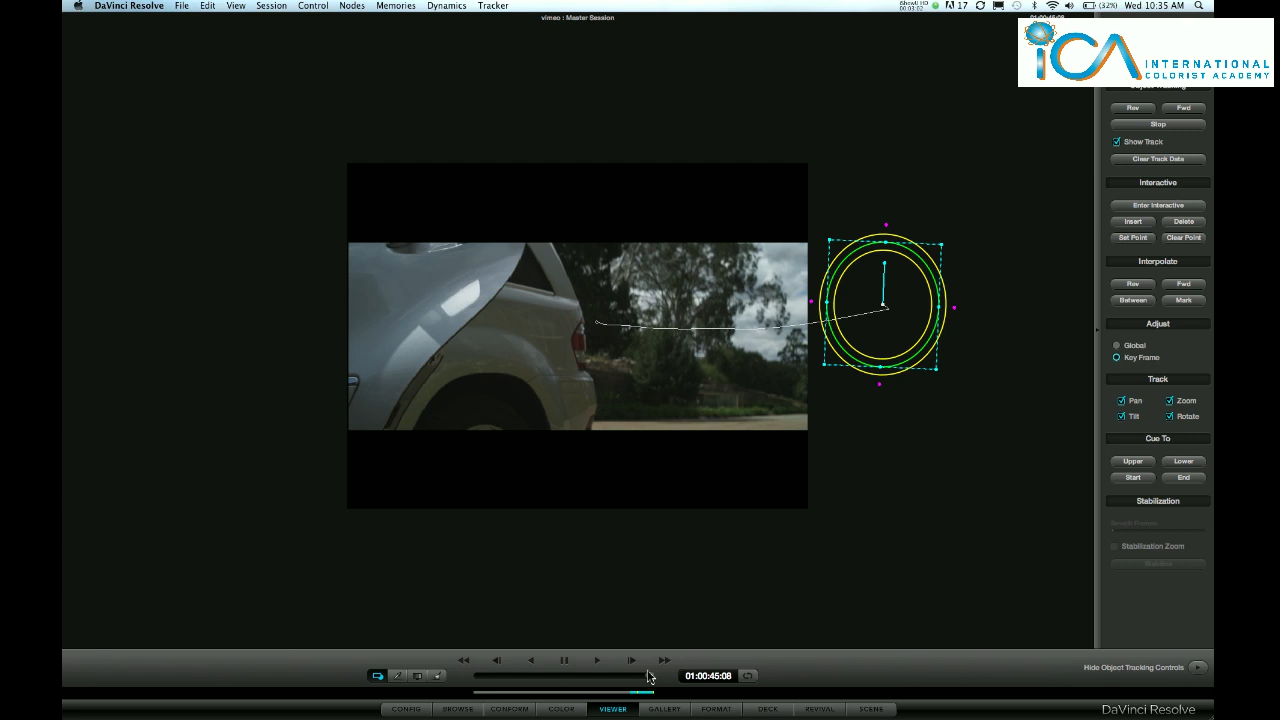 DaVinci Resolve File Edit View Session Control Nodes Memories Dynamics Tracker
17 (32%) Wed 10:35 AM
vimeo : Master Session
iCA INTERNATIONAL
COLORIST ACADEMY
Rev Fwd
Stop
Show Track
Clear Track Data
Interactive
Enter Interactive
Insert Delete
Set Point Clear Point
Interpolate
Rev Fwd
Between Mark
Adjust
Global
Key Frame
Track
Pan Zoom
Tilt Rotate
Cue To
Upper Lower
Start End
Stabilization
Stabilization Zoom
Stabilize
Hide Object Tracking Controls
01:00:45:08
CONFIG BROWSE CONFORM COLOR VIEWER GALLERY FORMAT DECK REVIVAL SCENE
DaVinci Resolve